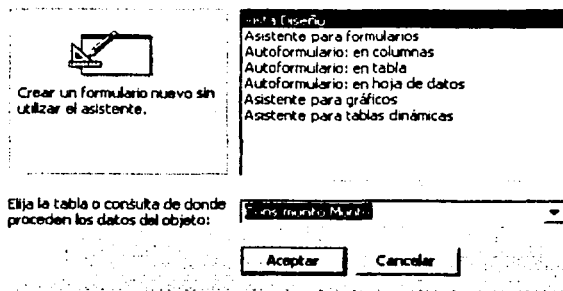 Vista Diseño
Asistente para formularios
Autoformulario: en columnas
Autoformulario: en tabla
Autoformulario: en hoja de datos
Asistente para gráficos
Asistente para tablas dinámicas
Crear un formulario nuevo sin
utilizar el asistente.
Elija la tabla o consulta de donde
proceden los datos del objeto:
Aceptar
Cancelar